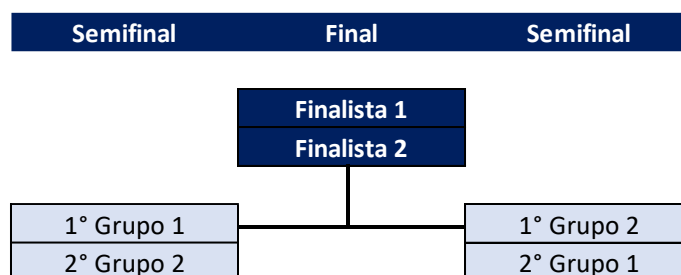 Semifinal Final Semifinal
Finalista 1
Finalista 2
1° Grupo 1 1° Grupo 2
2° Grupo 2 2° Grupo 1